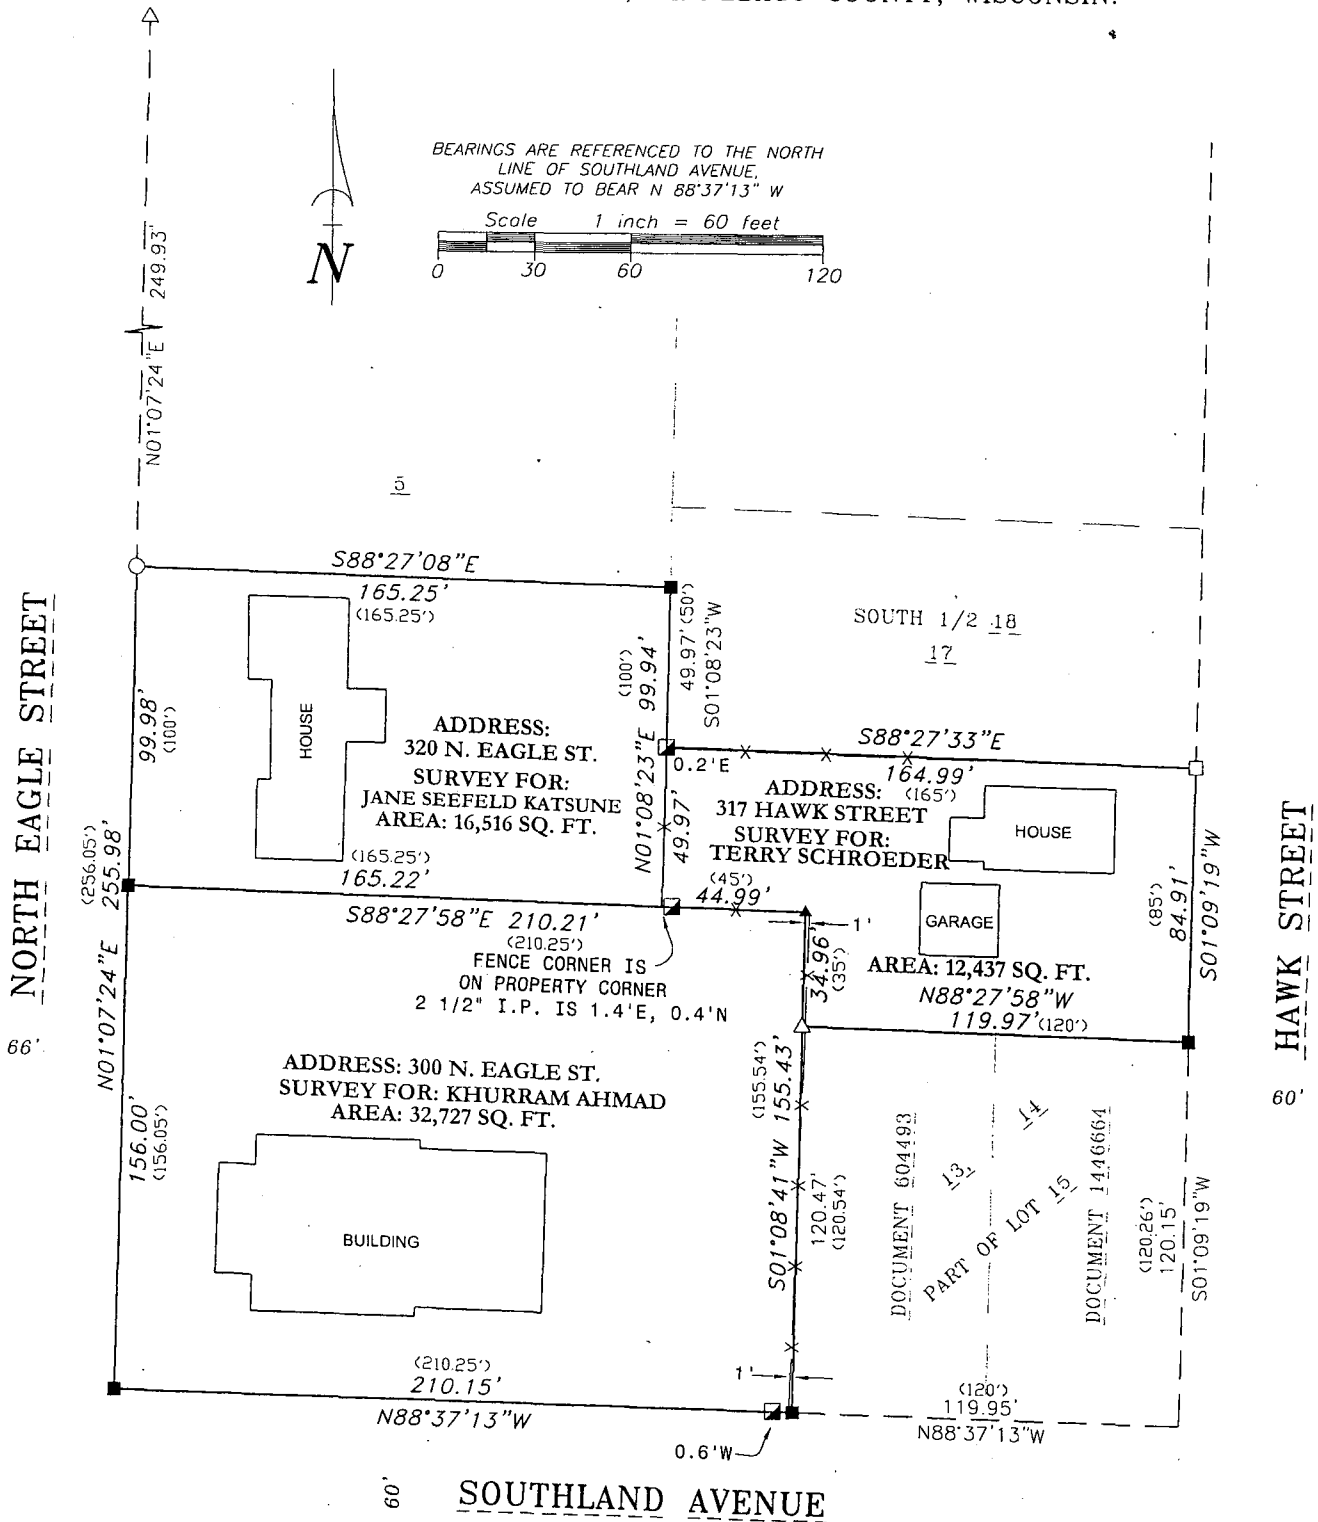 COUNTY, WISCONSIN.
BEARINGS ARE REFERENCED TO THE NORTH
LINE OF SOUTHLAND AVENUE,
ASSUMED TO BEAR N 88°37'13" W
Scale 1 inch = 60 feet
0 30 60 120
N
N01°07'24"E 249.93'
5
S88°27'08"E
165.25'
(165.25')
SOUTH 1/2 18
17
49.97' (50')
S01°08'23"W
(100')
N01°08'23"E 99.94'
49.97'
99.98'
(100')
HOUSE
ADDRESS:
320 N. EAGLE ST.
SURVEY FOR:
JANE SEEFELD KATSUNE
AREA: 16,516 SQ. FT.
(165.25')
165.22'
S88°27'33"E
164.99'
(165')
0.2'E
ADDRESS:
317 HAWK STREET
SURVEY FOR:
TERRY SCHROEDER
HOUSE
GARAGE
AREA: 12,437 SQ. FT.
(45')
44.99'
1'
34.96'
(35')
N88°27'58"W
119.97' (120')
(85')
84.91'
S01°09'19"W
HAWK STREET
60'
NORTH EAGLE STREET
66'
(256.05')
N01°07'24"E 255.98'
S88°27'58"E 210.21'
(210.25')
FENCE CORNER IS
ON PROPERTY CORNER
2 1/2" I.P. IS 1.4'E, 0.4'N
ADDRESS: 300 N. EAGLE ST.
SURVEY FOR: KHURRAM AHMAD
AREA: 32,727 SQ. FT.
156.00'
(156.05')
BUILDING
(155.54')
S01°08'41"W 155.43'
120.47'
(120.54')
DOCUMENT 604493
13,
14
PART OF LOT 15
DOCUMENT 1446664
(120.26')
120.15'
S01°09'19"W
(210.25')
210.15'
N88°37'13"W
1'
(120')
119.95'
N88°37'13"W
0.6'W
60'
SOUTHLAND AVENUE